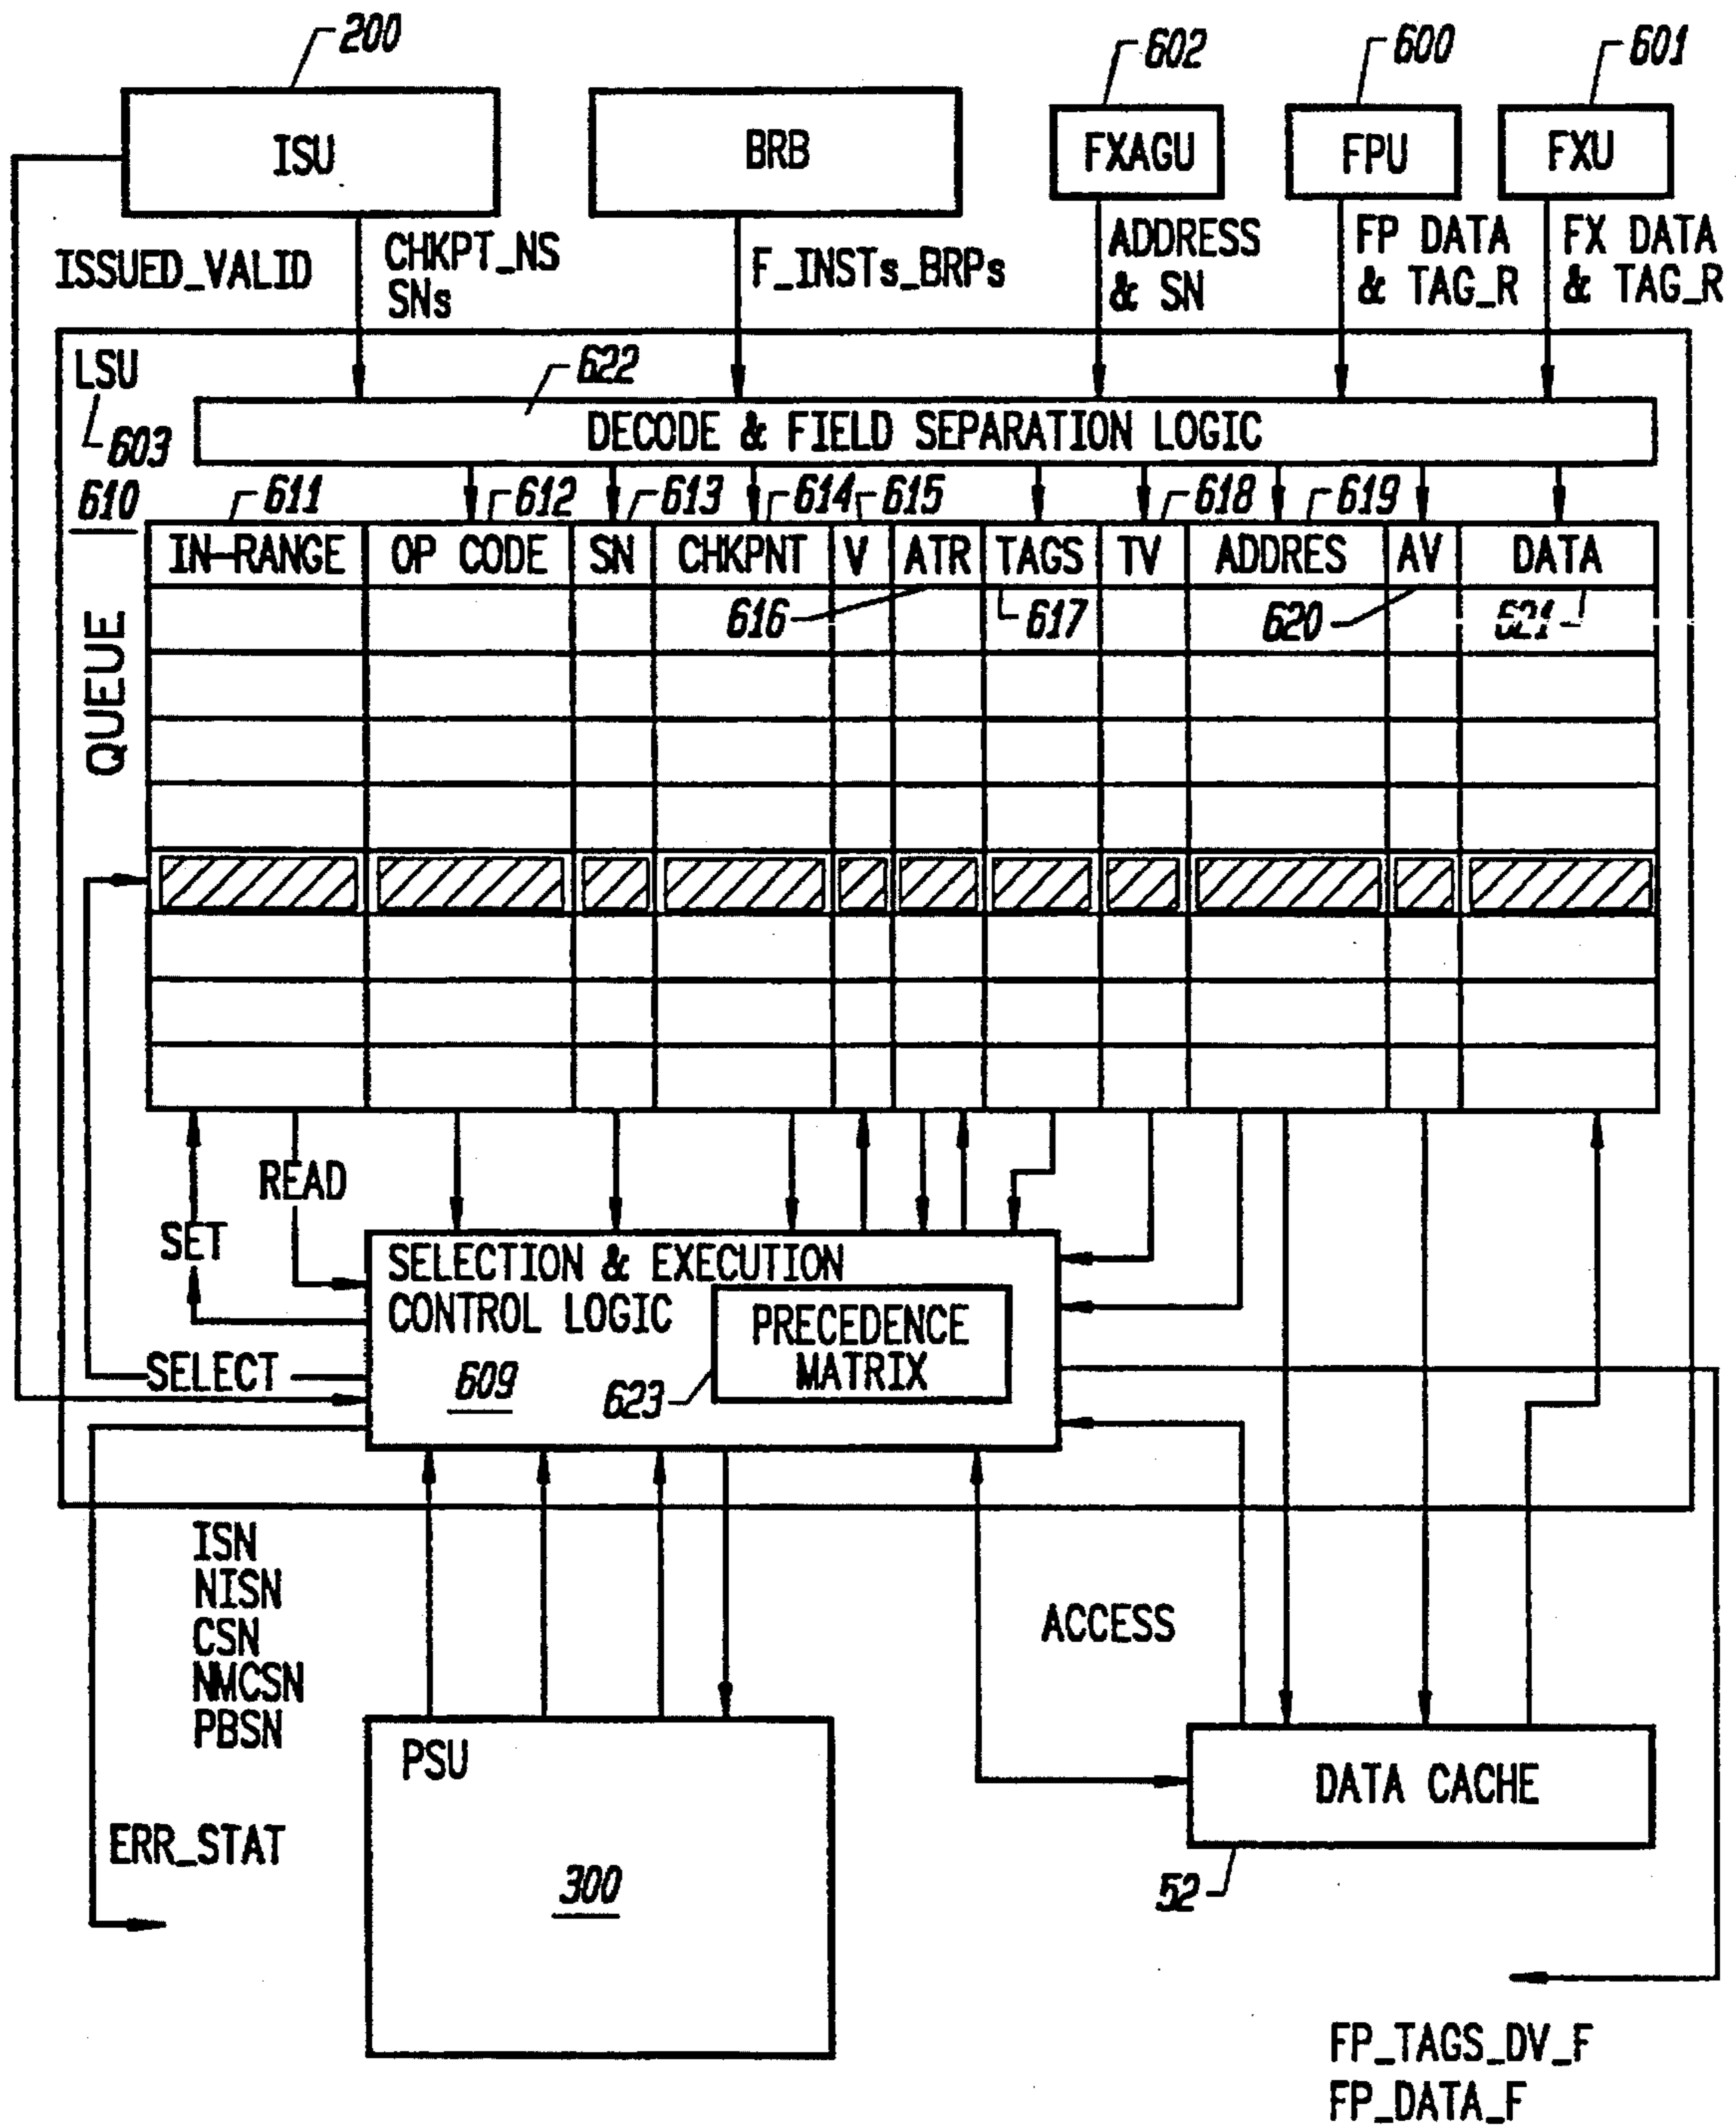 200
602
600
601
ISU
BRB
FXAGU
FPU
FXU
ISSUED_VALID
CHKPT_NS
SNs
F_INSTs_BRPs
ADDRESS
& SN
FP DATA
& TAG_R
FX DATA
& TAG_R
LSU
603
622
DECODE & FIELD SEPARATION LOGIC
610
611
612
613
614
615
618
619
IN-RANGE
OP CODE
SN
CHKPNT
V
ATR
TAGS
TV
ADDRES
AV
DATA
616
617
620
621
QUEUE
READ
SET
SELECT
SELECTION & EXECUTION
CONTROL LOGIC
609
PRECEDENCE
MATRIX
623
ISN
NISN
CSN
NMCSN
PBSN
ACCESS
PSU
300
DATA CACHE
52
ERR_STAT
FP_TAGS_DV_F
FP_DATA_F